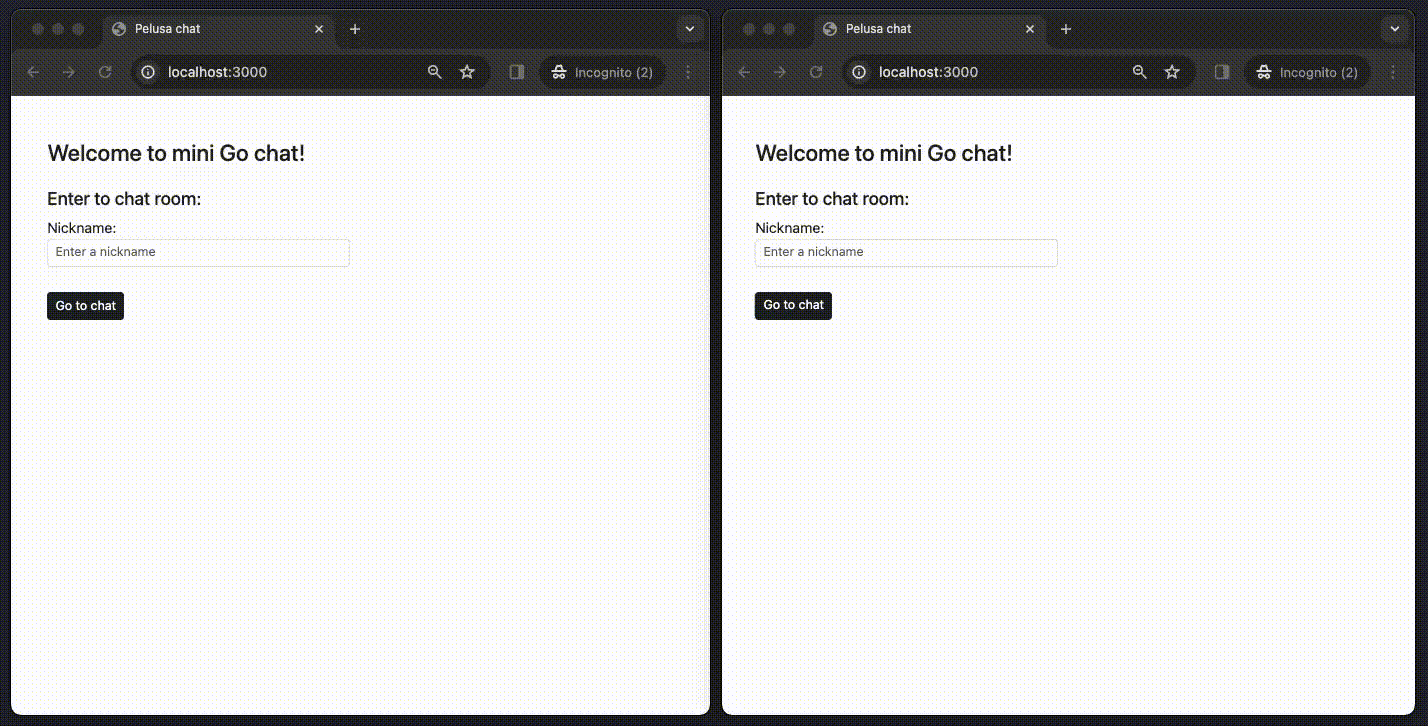 Pelusa chat
localhost:3000
Incognito (2)
Welcome to mini Go chat!
Enter to chat room:
Nickname:
Enter a nickname
Go to chat
Pelusa chat
localhost:3000
Incognito (2)
Welcome to mini Go chat!
Enter to chat room:
Nickname:
Enter a nickname
Go to chat